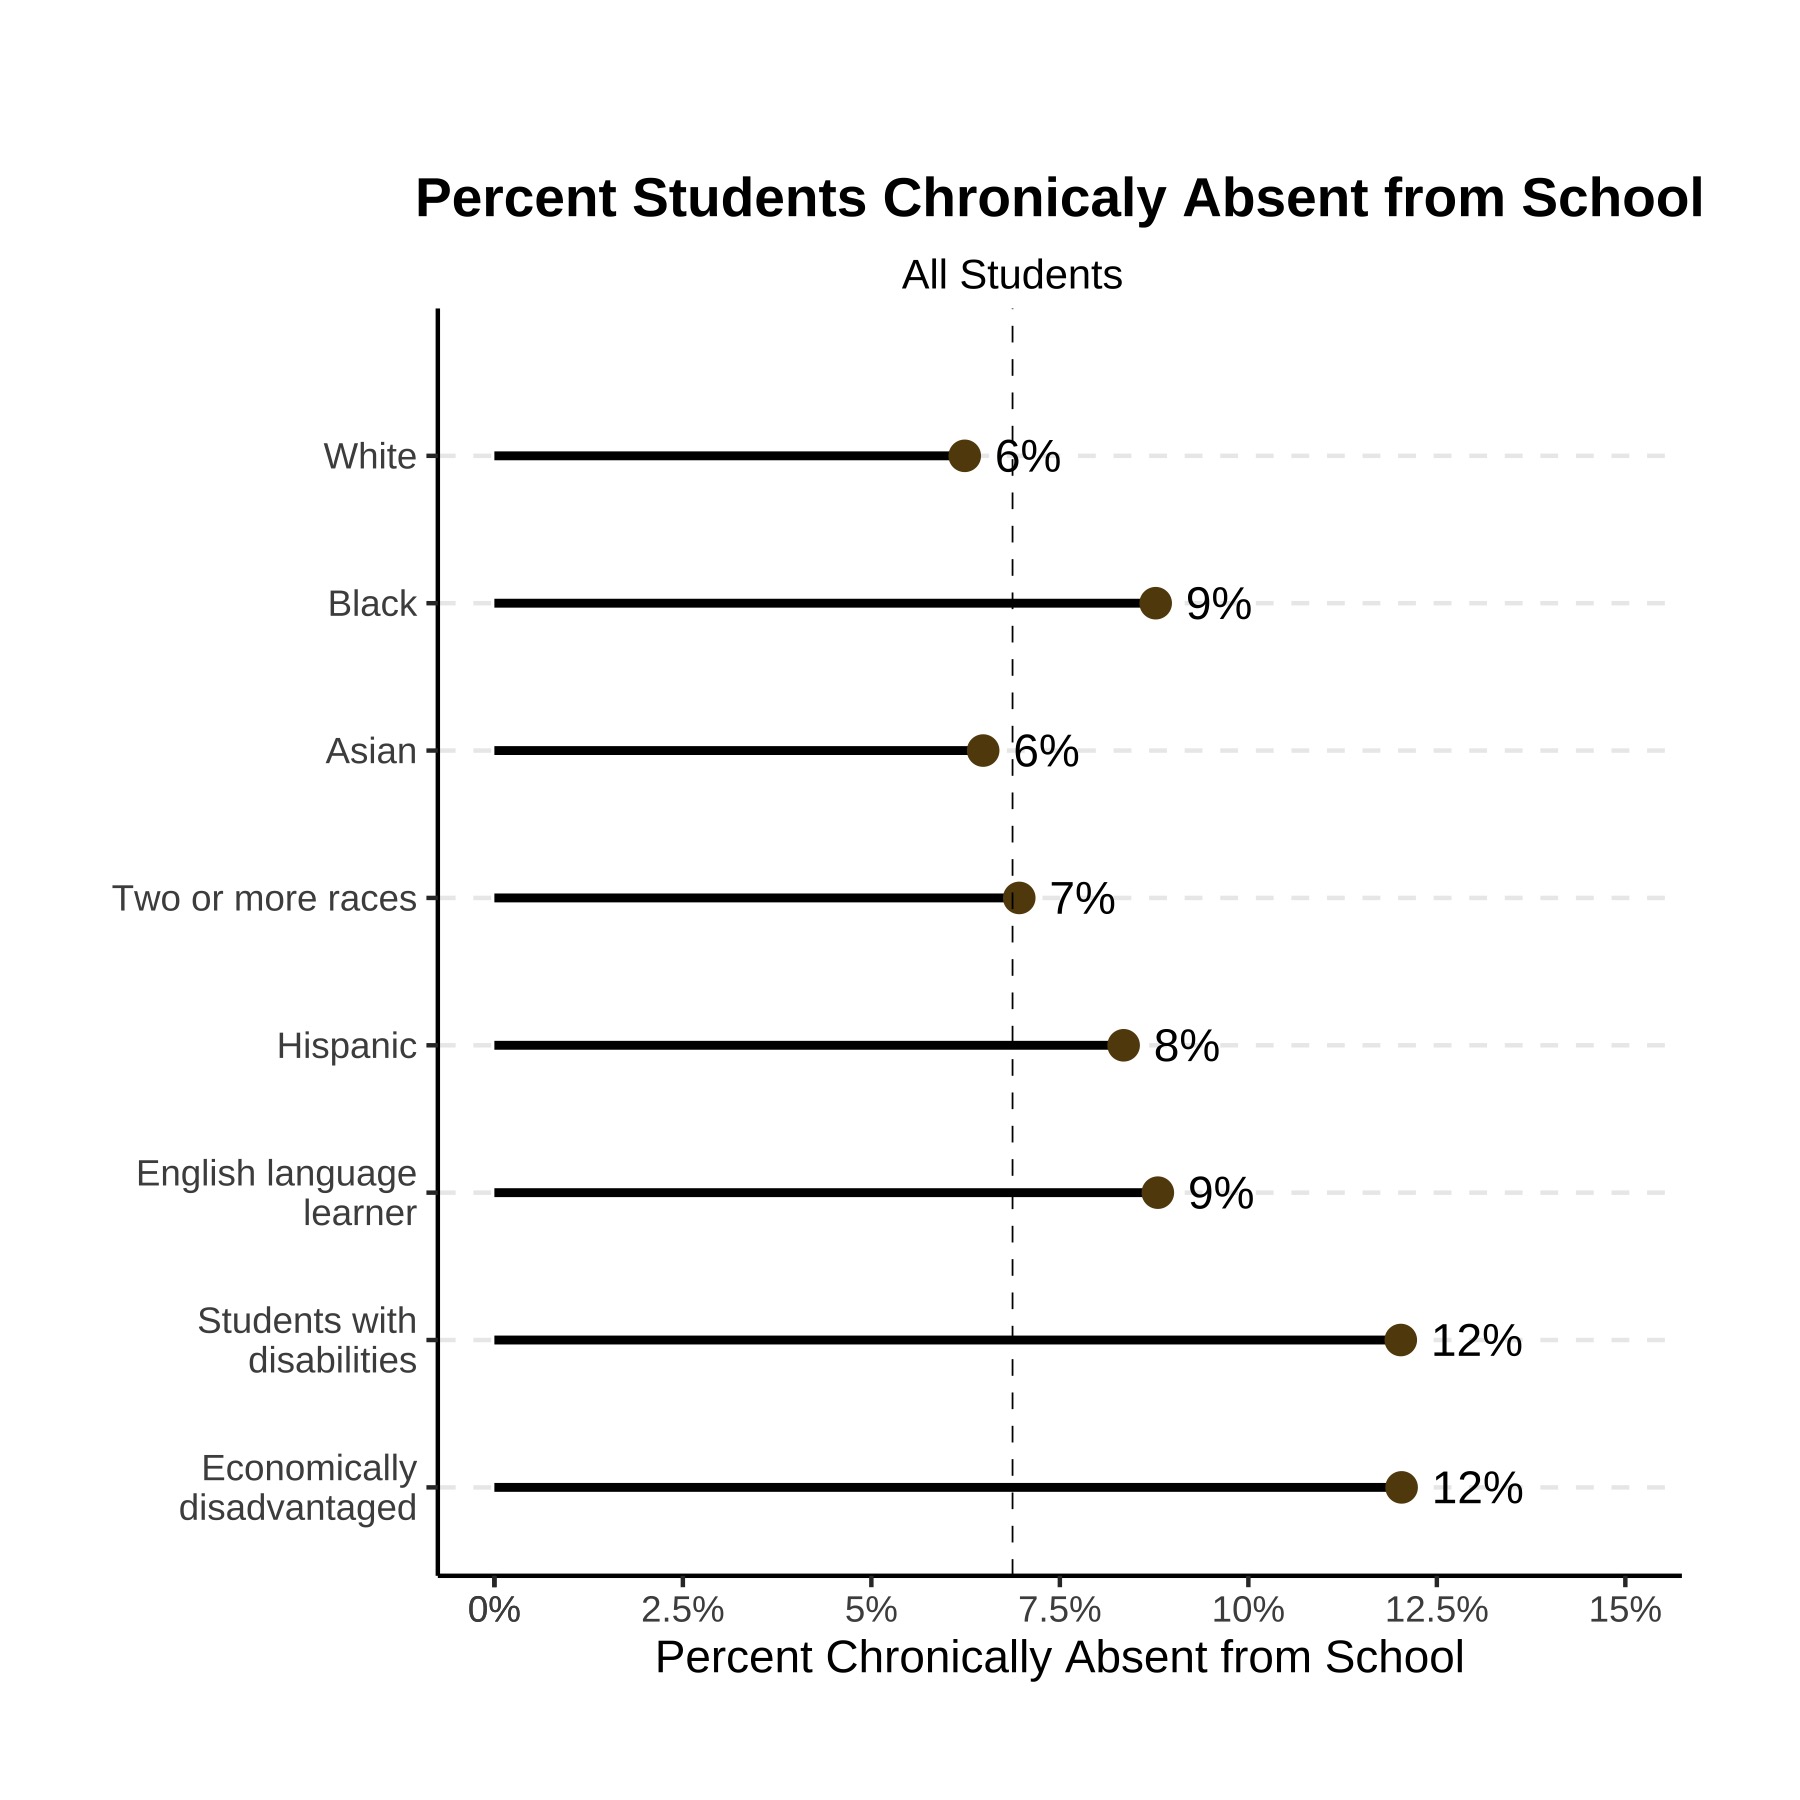 Percent Students Chronicaly Absent from School
All Students
White
6%
Black
9%
Asian
6%
Two or more races
7%
Hispanic
8%
English language
learner
9%
Students with
disabilities
12%
Economically
disadvantaged
12%
0% 2.5% 5% 7.5% 10% 12.5% 15%
Percent Chronically Absent from School